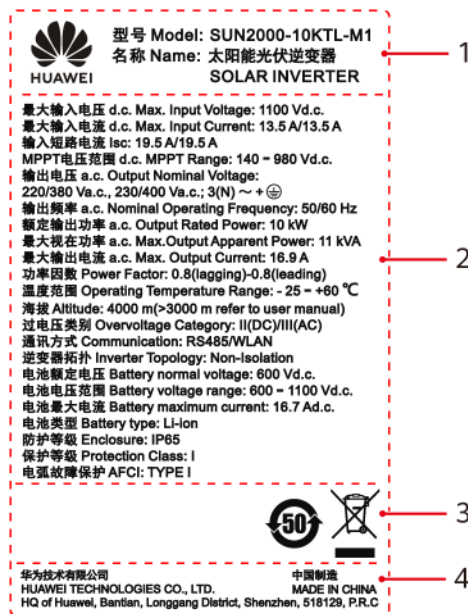 型号 Model: SUN2000-10KTL-M1
名称 Name: 太阳能光伏逆变器
SOLAR INVERTER
HUAWEI
1
最大输入电压 d.c. Max. Input Voltage: 1100 Vd.c.
最大输入电流 d.c. Max. Input Current: 13.5 A/13.5 A
输入短路电流 Isc: 19.5 A/19.5 A
MPPT电压范围 d.c. MPPT Range: 140 - 980 Vd.c.
输出电压 a.c. Output Nominal Voltage:
220/380 Va.c., 230/400 Va.c.; 3(N) ～ + ⏚
输出频率 a.c. Nominal Operating Frequency: 50/60 Hz
额定输出功率 a.c. Output Rated Power: 10 kW
最大视在功率 a.c. Max.Output Apparent Power: 11 kVA
最大输出电流 a.c. Max. Output Current: 16.9 A
功率因数 Power Factor: 0.8(lagging)-0.8(leading)
温度范围 Operating Temperature Range: - 25 - +60 ℃
海拔 Altitude: 4000 m(>3000 m refer to user manual)
过电压类别 Overvoltage Category: II(DC)/III(AC)
通讯方式 Communication: RS485/WLAN
逆变器拓扑 Inverter Topology: Non-Isolation
电池额定电压 Battery normal voltage: 600 Vd.c.
电池电压范围 Battery voltage range: 600 - 1100 Vd.c.
电池最大电流 Battery maximum current: 16.7 Ad.c.
电池类型 Battery type: Li-ion
防护等级 Enclosure: IP65
保护等级 Protection Class: I
电弧故障保护 AFCI: TYPE I
2
50
3
华为技术有限公司 中国制造
HUAWEI TECHNOLOGIES CO., LTD. MADE IN CHINA
HQ of Huawei, Bantian, Longgang District, Shenzhen, 518129, P.R.C
4